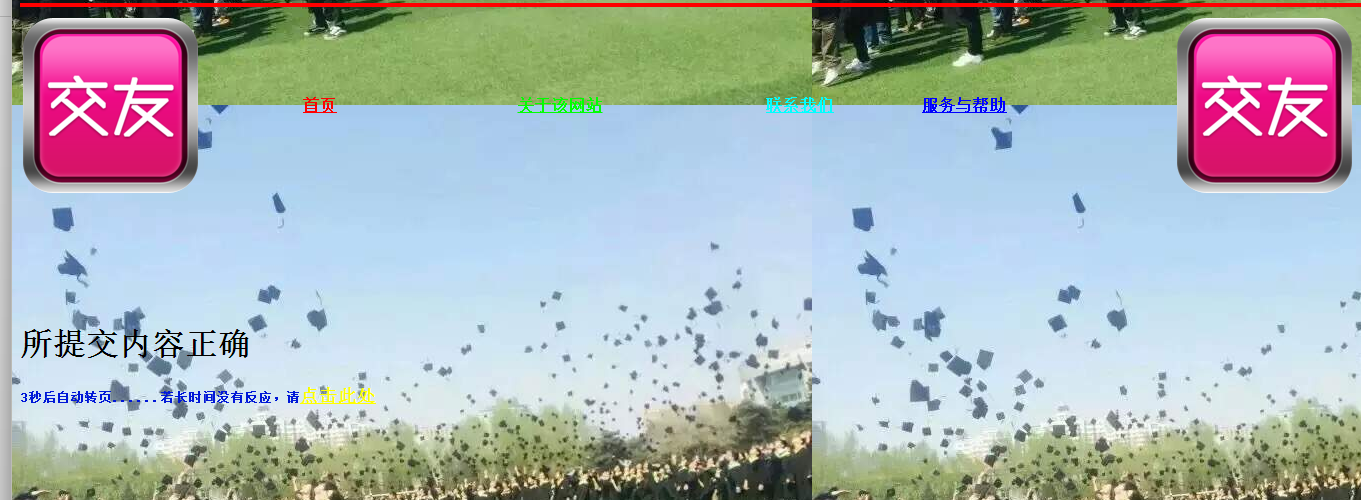 交友
交友
首页 关于该网站 联系我们 服务与帮助
所提交内容正确
3秒后自动转页......若长时间没有反应，请点击此处